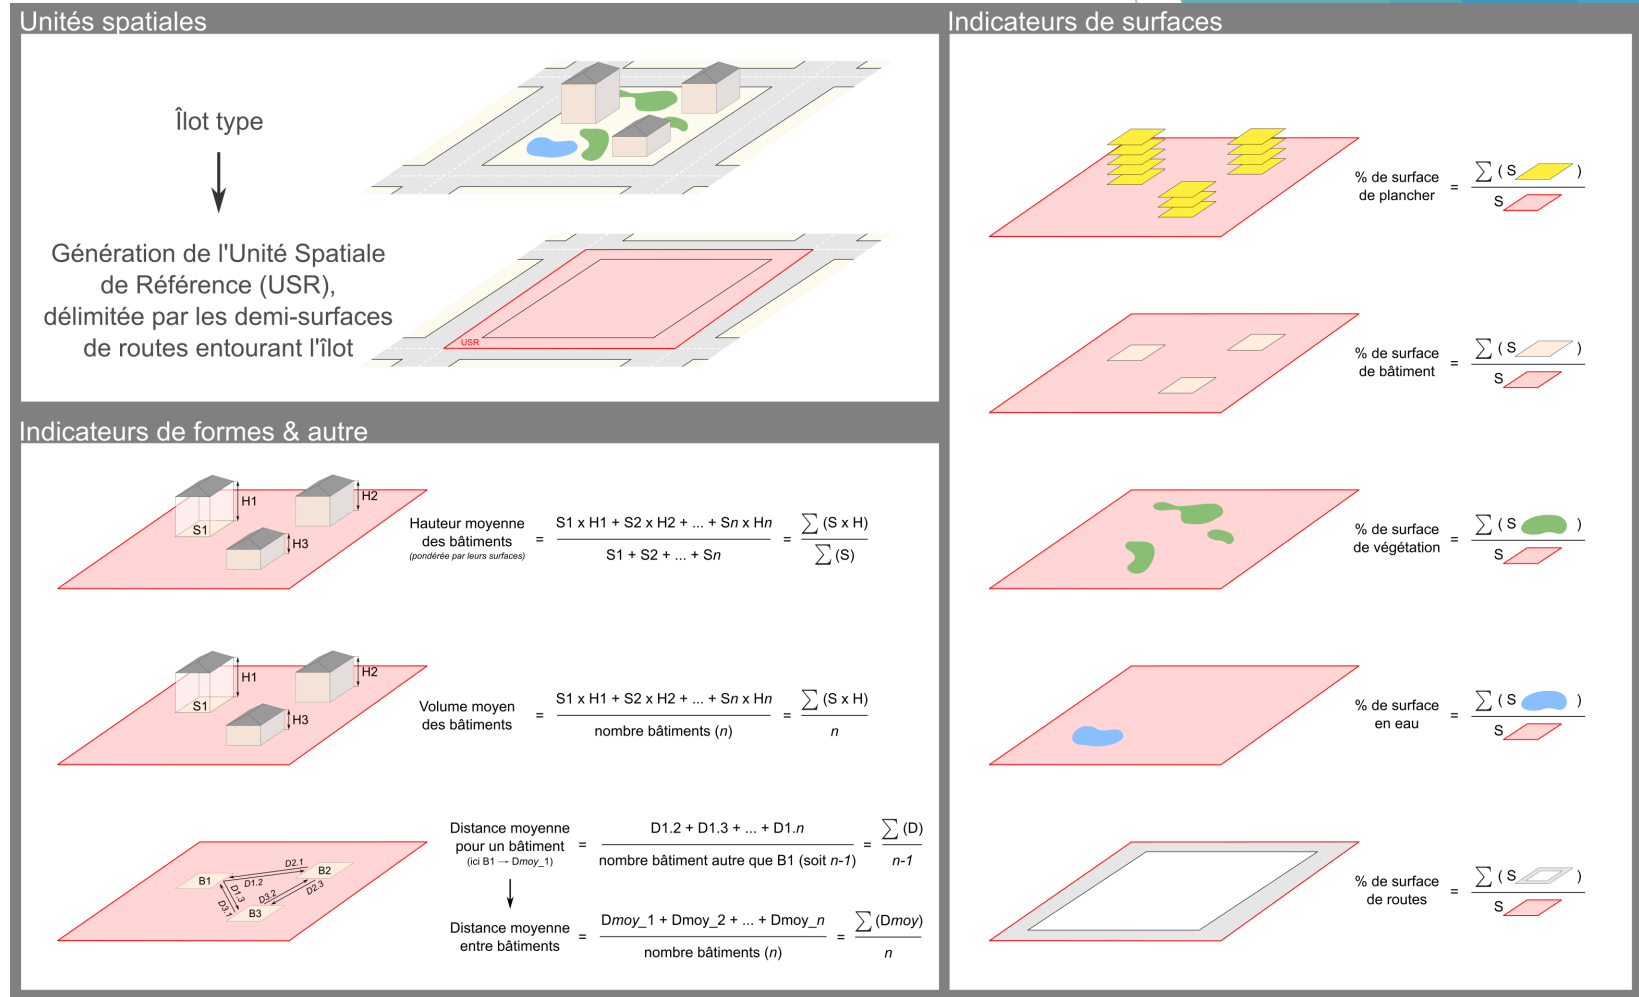 Unités spatiales
Îlot type
Génération de l'Unité Spatiale
de Référence (USR),
délimitée par les demi-surfaces
de routes entourant l'îlot
USR
Indicateurs de formes & autre
H1
H2
S1
H3
Hauteur moyenne
des bâtiments
(pondérée par leurs surfaces)
=
S1 x H1 + S2 x H2 + ... + Sn x Hn
S1 + S2 + ... + Sn
=
∑ (S x H)
∑ (S)
H1
H2
S1
H3
Volume moyen
des bâtiments
=
S1 x H1 + S2 x H2 + ... + Sn x Hn
nombre bâtiments (n)
=
∑ (S x H)
n
B1
B2
B3
D2.1
D1.2
D1.3
D3.1
D3.2
D2.3
Distance moyenne
pour un bâtiment
(ici B1 → Dmoy_1)
=
D1.2 + D1.3 + ... + D1.n
nombre bâtiment autre que B1 (soit n-1)
=
∑ (D)
n-1
Distance moyenne
entre bâtiments
=
Dmoy_1 + Dmoy_2 + ... + Dmoy_n
nombre bâtiments (n)
=
∑ (Dmoy)
n
Indicateurs de surfaces
% de surface
de plancher
=
∑ ( S )
S
% de surface
de bâtiment
=
∑ ( S )
S
% de surface
de végétation
=
∑ ( S )
S
% de surface
en eau
=
∑ ( S )
S
% de surface
de routes
=
∑ ( S )
S